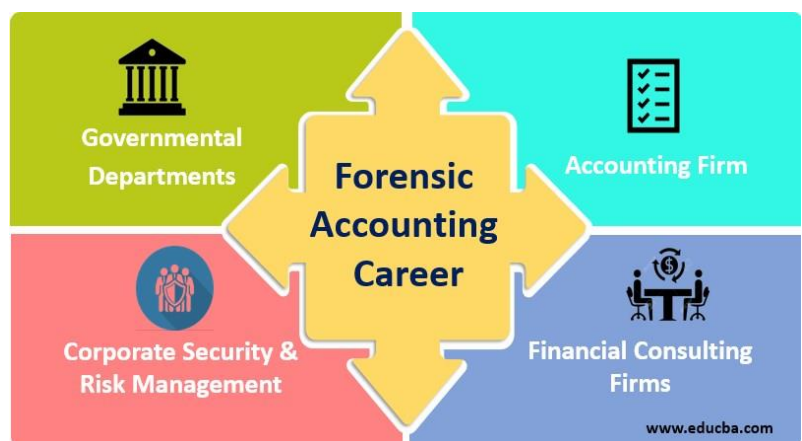 Governmental
Departments
Accounting Firm
Forensic
Accounting
Career
Corporate Security &
Risk Management
Financial Consulting
Firms
www.educba.com